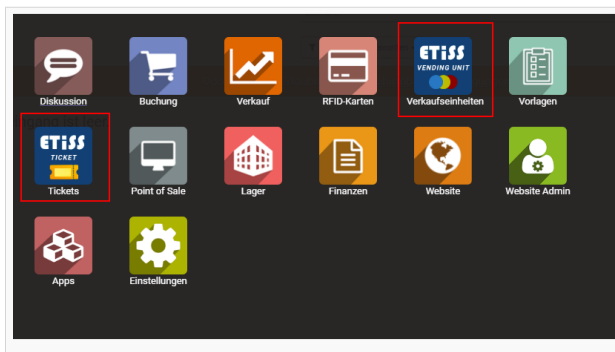 ETiSS
VENDING UNIT
Diskussion
Buchung
Verkauf
RFID-Karten
Verkaufseinheiten
Vorlagen
ETiSS
TICKET
Tickets
Point of Sale
Lager
Finanzen
Website
Website Admin
Apps
Einstellungen